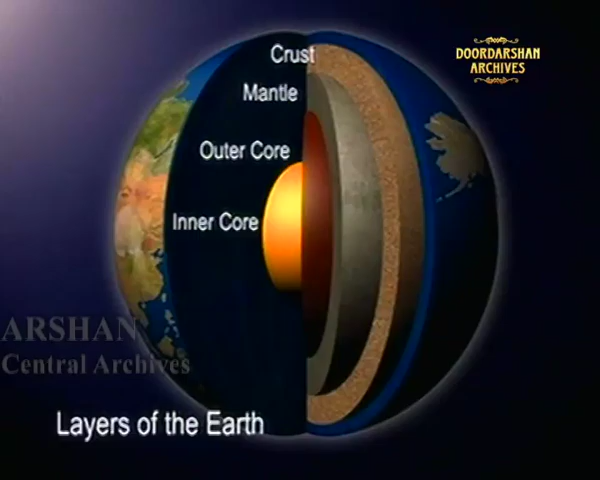 Crust
DOORDARSHAN
ARCHIVES
Mantle
Outer Core
Inner Core
ARSHAN
Central Archives
Layers of the Earth